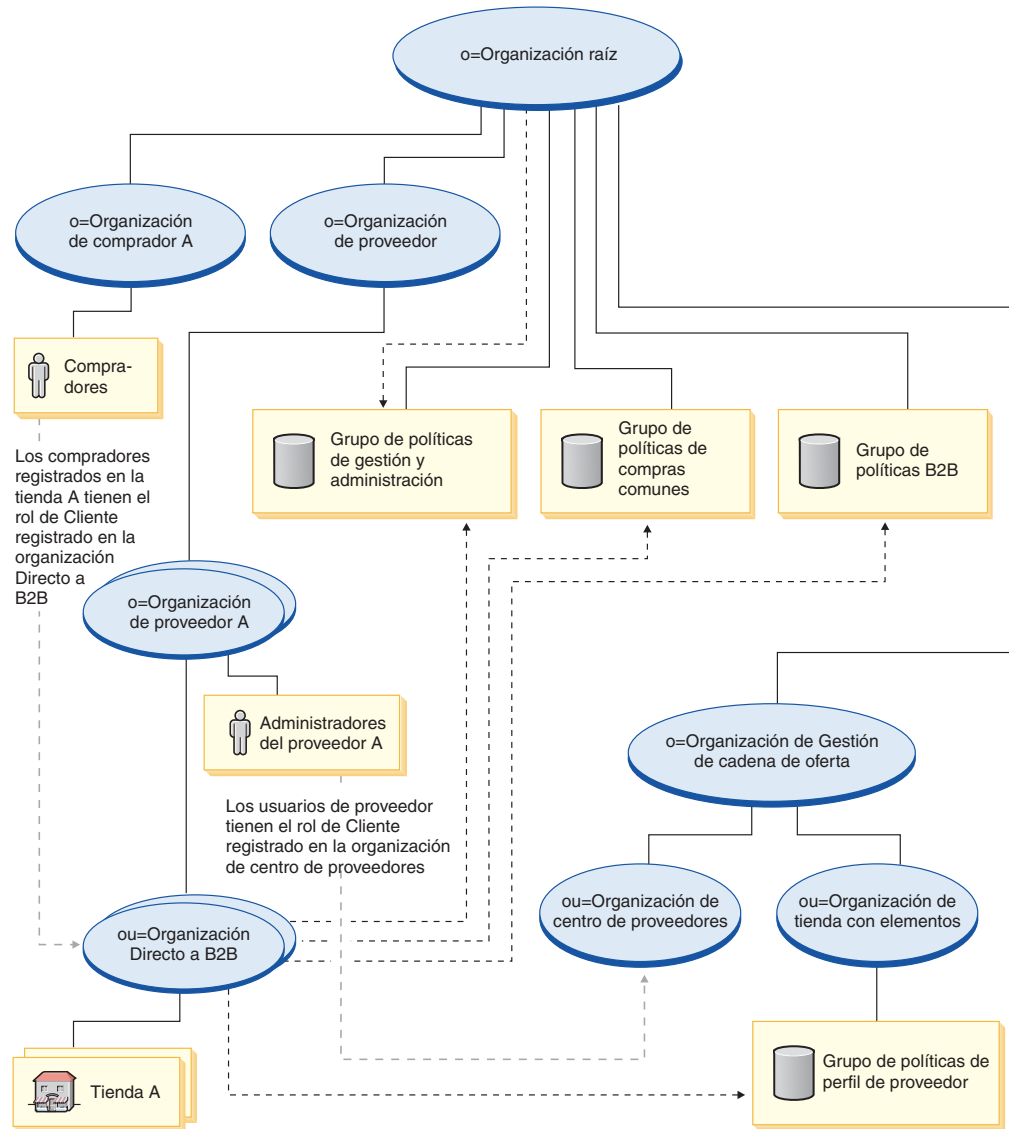 o=Organización raíz
o=Organización
de comprador A
o=Organización
de proveedor
Compra-
dores
Grupo de políticas
de gestión y
administración
Grupo de
políticas de
compras
comunes
Grupo de
políticas B2B
Los compradores
registrados en la
tienda A tienen el
rol de Cliente
registrado en la
organización
Directo a
B2B
o=Organización
de proveedor A
Administradores
del proveedor A
o=Organización de Gestión
de cadena de oferta
Los usuarios de proveedor
tienen el rol de Cliente
registrado en la organización
de centro de proveedores
ou=Organización de
centro de proveedores
ou=Organización de
tienda con elementos
ou=Organización
Directo a B2B
Tienda A
Grupo de políticas de
perfil de proveedor